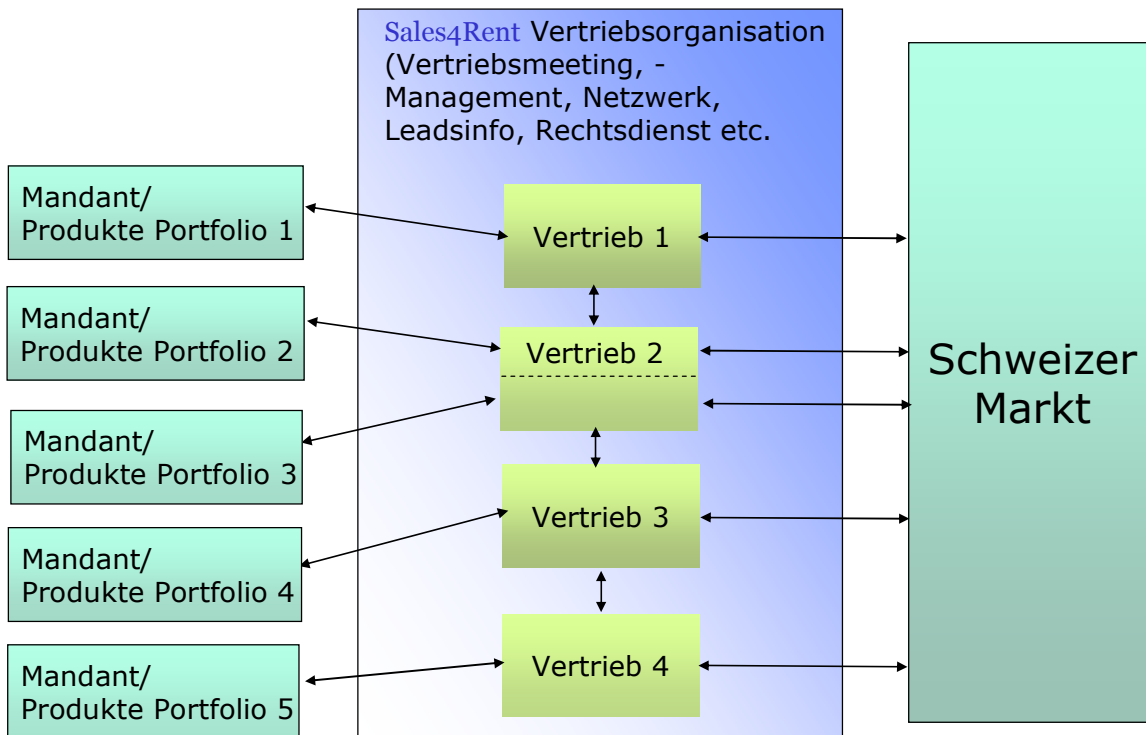 Sales4Rent Vertriebsorganisation
(Vertriebsmeeting, -
Management, Netzwerk,
Leadsinfo, Rechtsdienst etc.
Mandant/
Produkte Portfolio 1
Vertrieb 1
Mandant/
Produkte Portfolio 2
Vertrieb 2
Mandant/
Produkte Portfolio 3
Vertrieb 3
Mandant/
Produkte Portfolio 4
Vertrieb 4
Mandant/
Produkte Portfolio 5
Schweizer
Markt